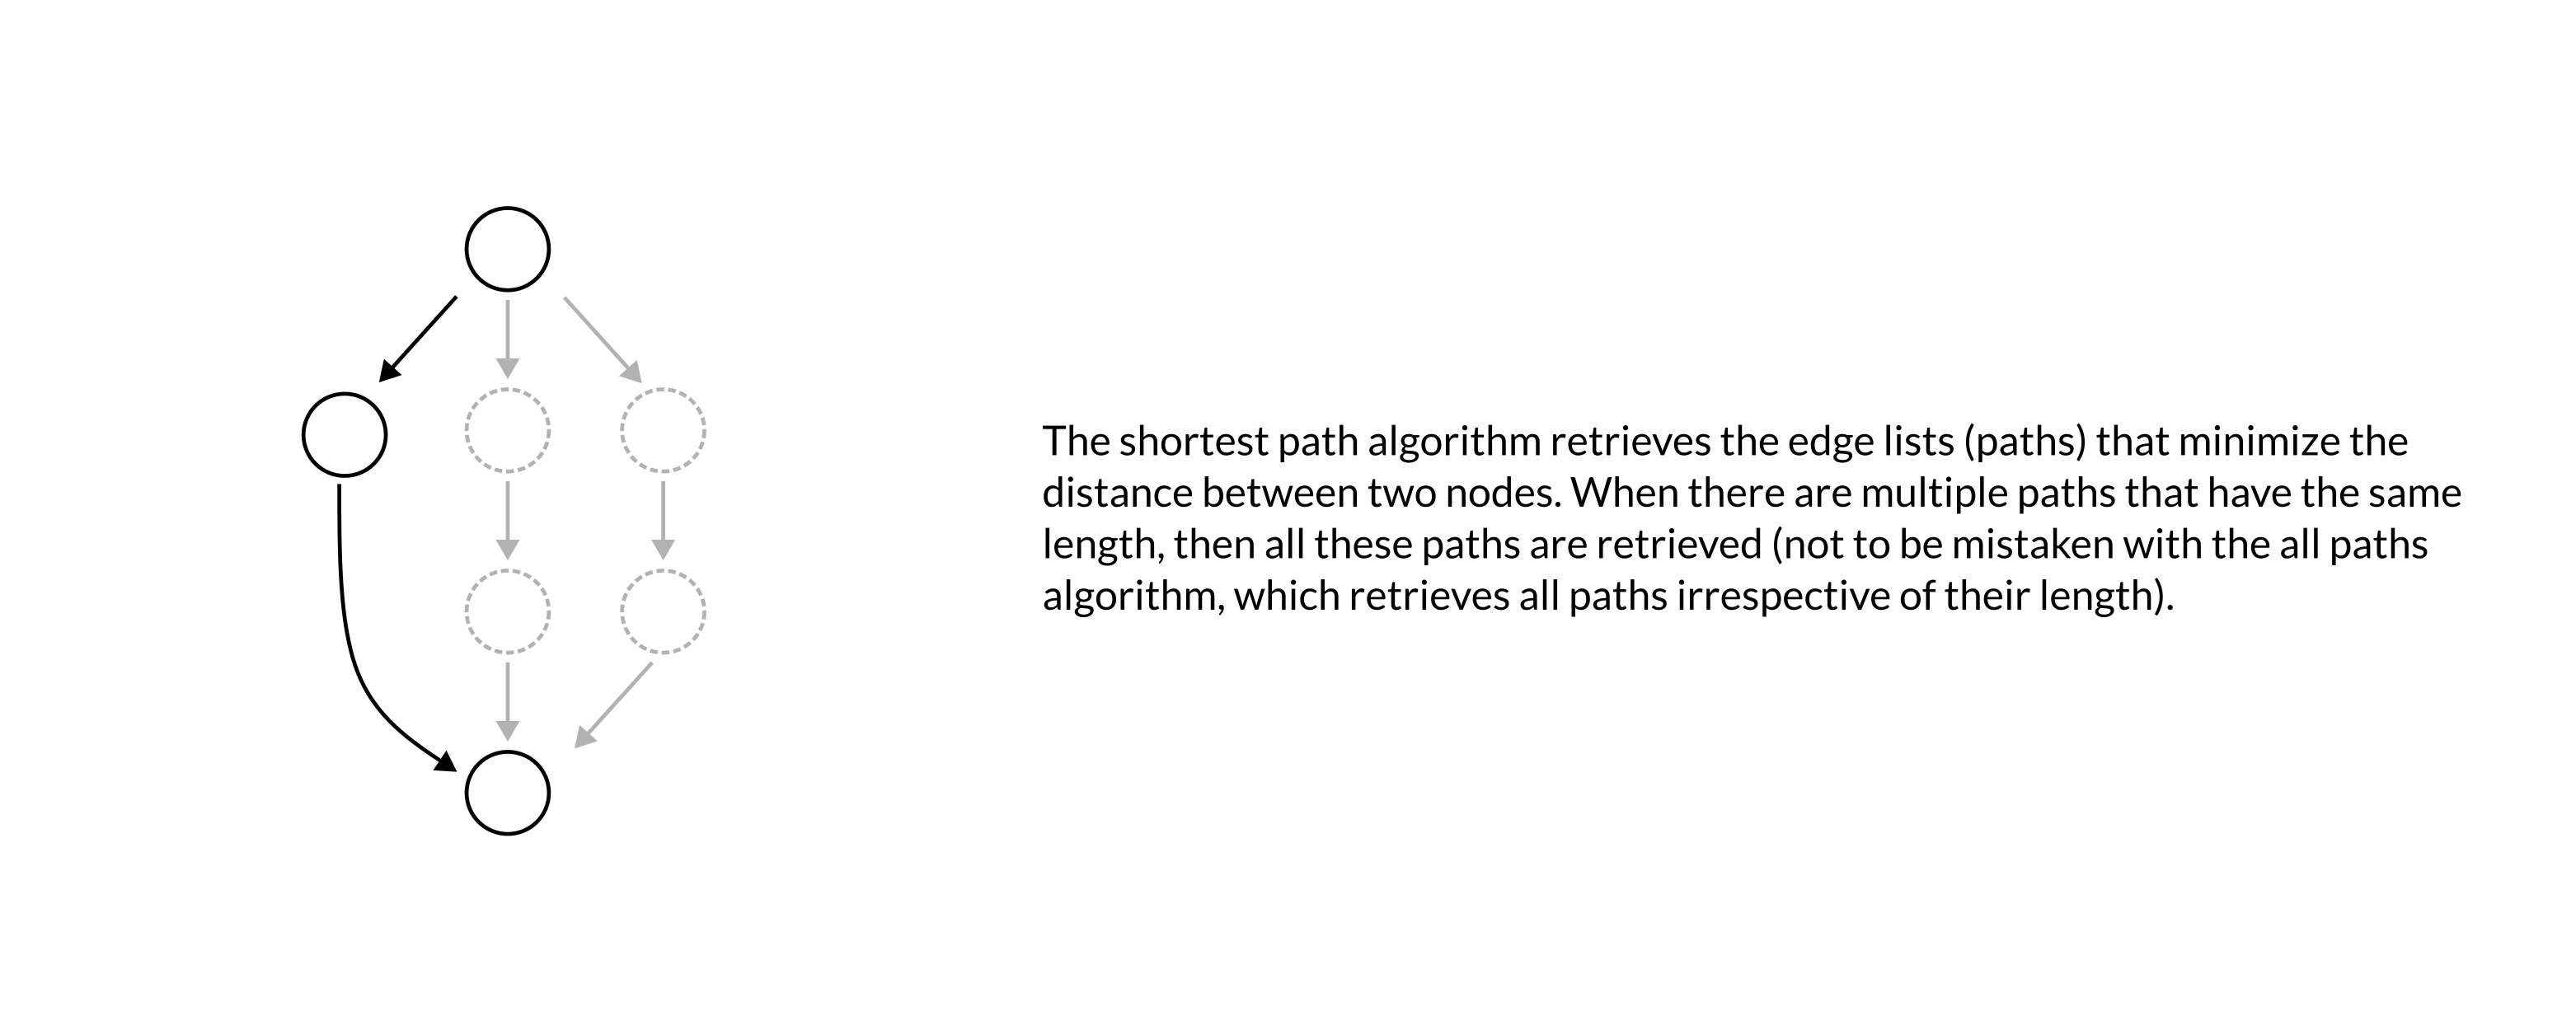 The shortest path algorithm retrieves the edge lists (paths) that minimize the
distance between two nodes. When there are multiple paths that have the same
length, then all these paths are retrieved (not to be mistaken with the all paths
algorithm, which retrieves all paths irrespective of their length).